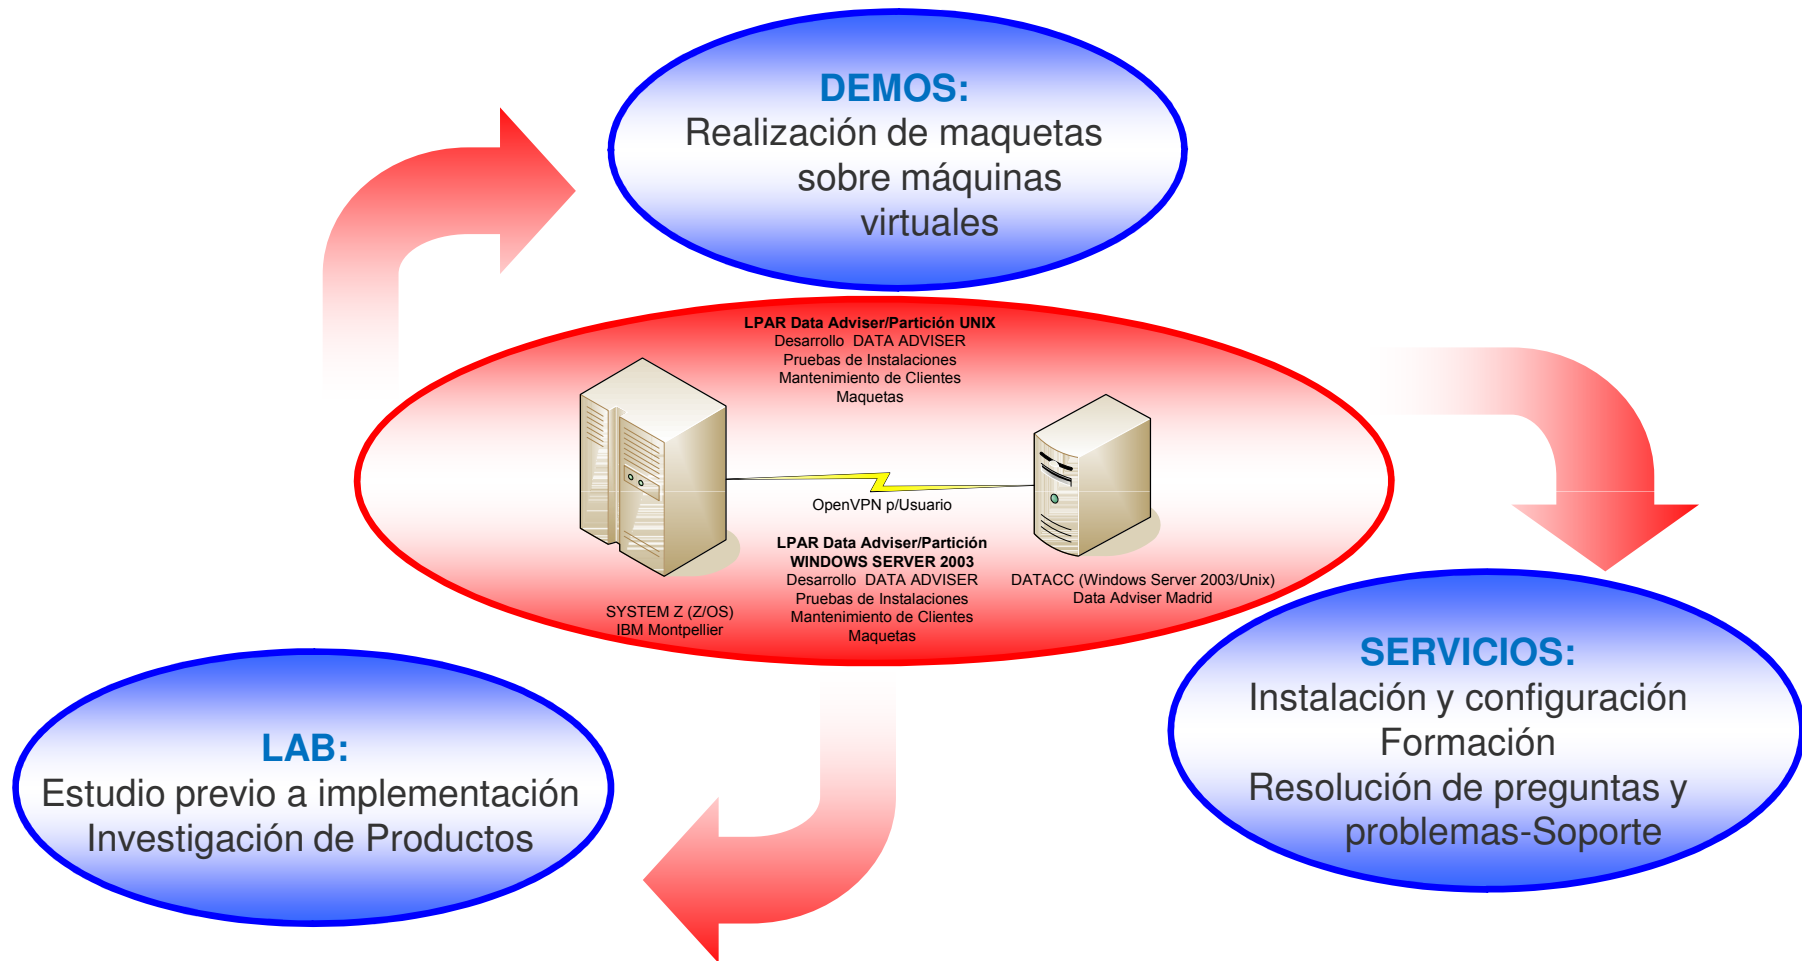 DEMOS:
Realización de maquetas
sobre máquinas
virtuales
LPAR Data Adviser/Partición UNIX
Desarrollo DATA ADVISER
Pruebas de Instalaciones
Mantenimiento de Clientes
Maquetas
OpenVPN p/Usuario
LPAR Data Adviser/Partición
WINDOWS SERVER 2003
Desarrollo DATA ADVISER
Pruebas de Instalaciones
Mantenimiento de Clientes
Maquetas
SYSTEM Z (Z/OS)
IBM Montpellier
DATACC (Windows Server 2003/Unix)
Data Adviser Madrid
SERVICIOS:
Instalación y configuración
Formación
Resolución de preguntas y
problemas-Soporte
LAB:
Estudio previo a implementación
Investigación de Productos